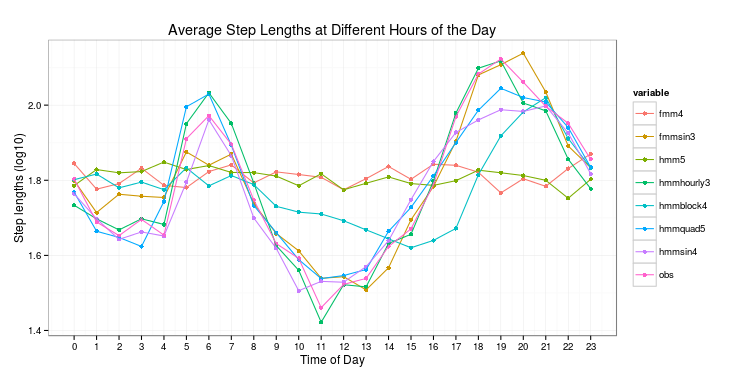 Average Step Lengths at Different Hours of the Day
Step lengths (log10)
2.0
1.8
1.6
1.4
0 1 2 3 4 5 6 7 8 9 10 11 12 13 14 15 16 17 18 19 20 21 22 23
Time of Day
variable
fmm4
fmmsin3
hmm5
hmmhourly3
hmmblock4
hmmquad5
hmmsin4
obs